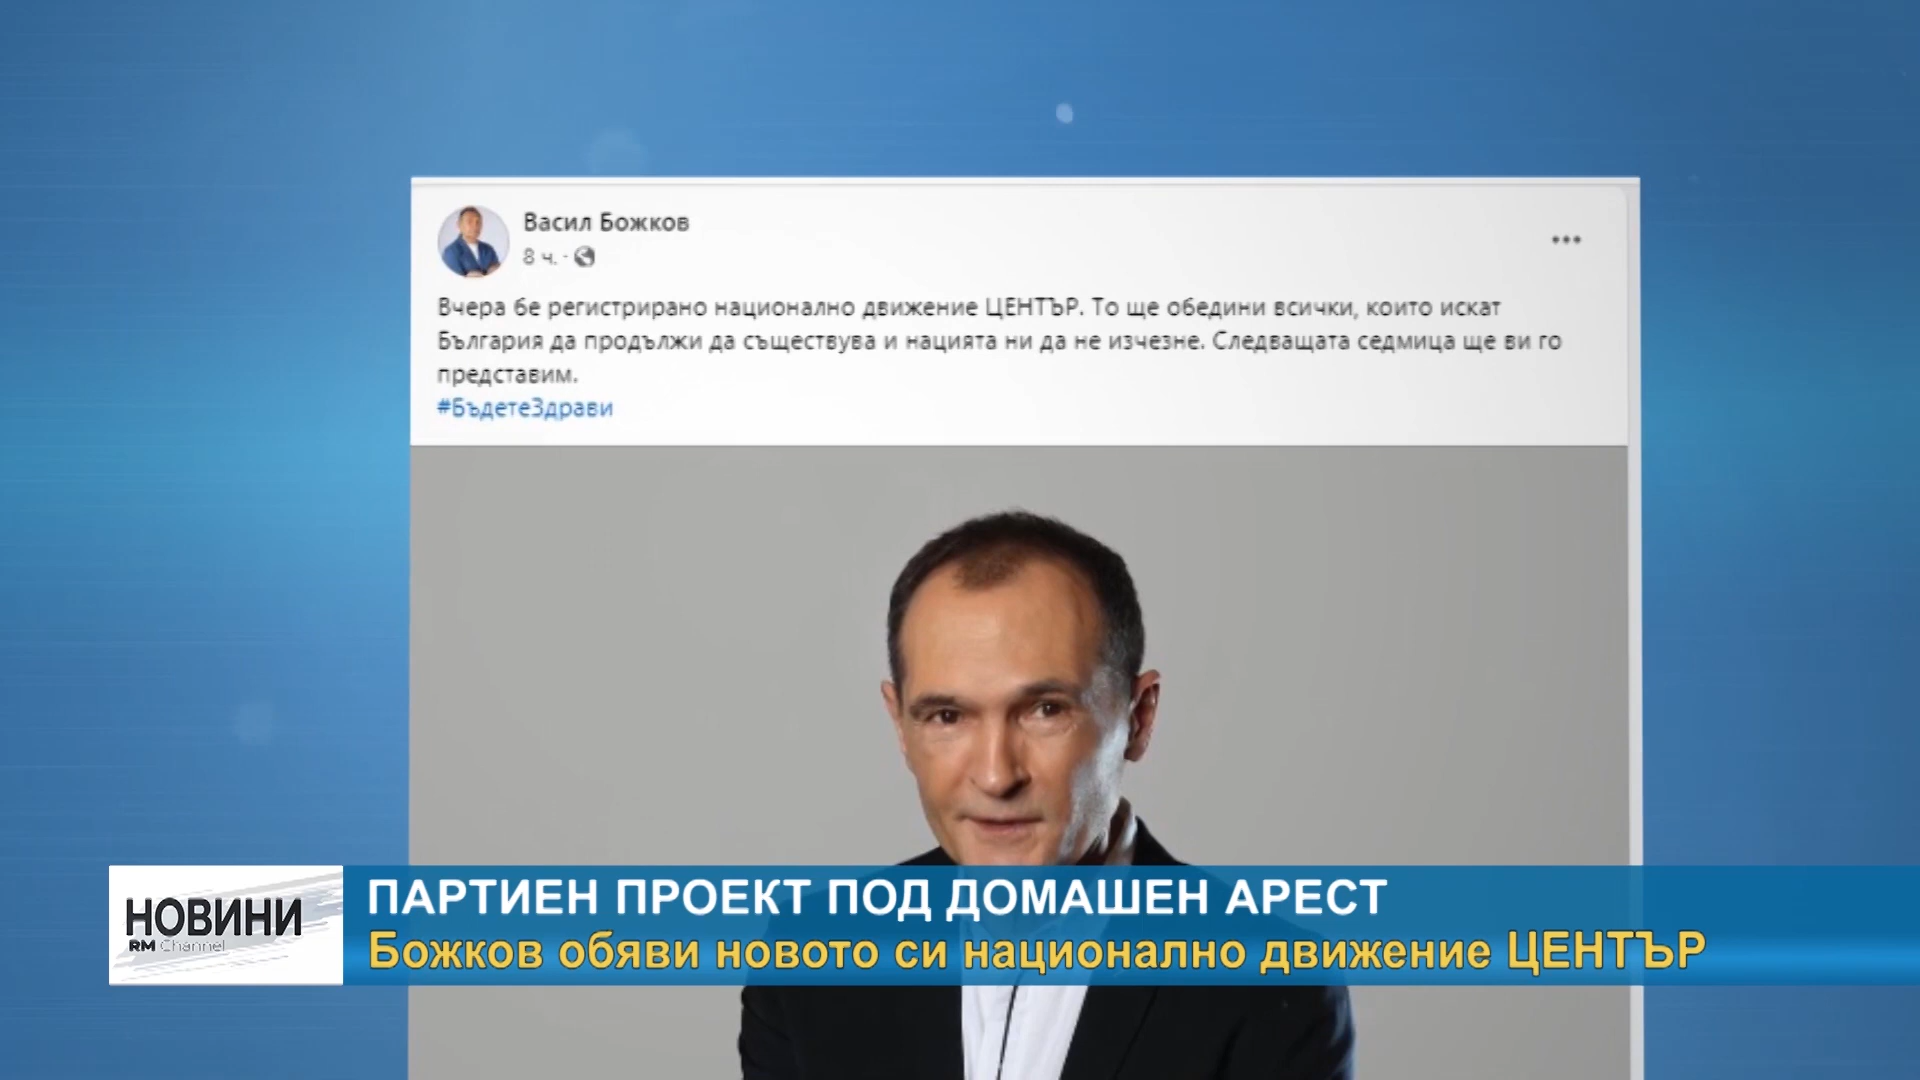 Васил Божков
8 ч. ·
Вчера бе регистрирано национално движение ЦЕНТЪР. То ще обедини всички, които искат
България да продължи да съществува и нацията ни да не изчезне. Следващата седмица ще ви го
представим.
#БъдетеЗдрави
НОВИНИ
RM Channel
ПАРТИЕН ПРОЕКТ ПОД ДОМАШЕН АРЕСТ
Божков обяви новото си национално движение ЦЕНТЪР